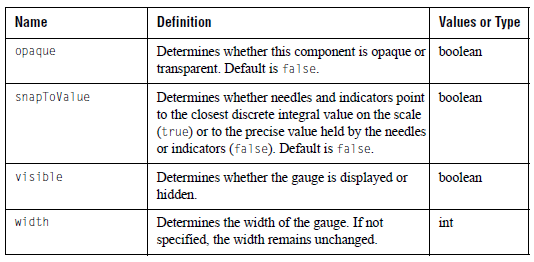 Name Definition Values or Type
opaque Determines whether this component is opaque or boolean
transparent. Default is false.
snapToValue Determines whether needles and indicators point boolean
to the closest discrete integral value on the scale
(true) or to the precise value held by the needles
or indicators (false). Default is false.
visible Determines whether the gauge is displayed or boolean
hidden.
width Determines the width of the gauge. If not int
specified, the width remains unchanged.